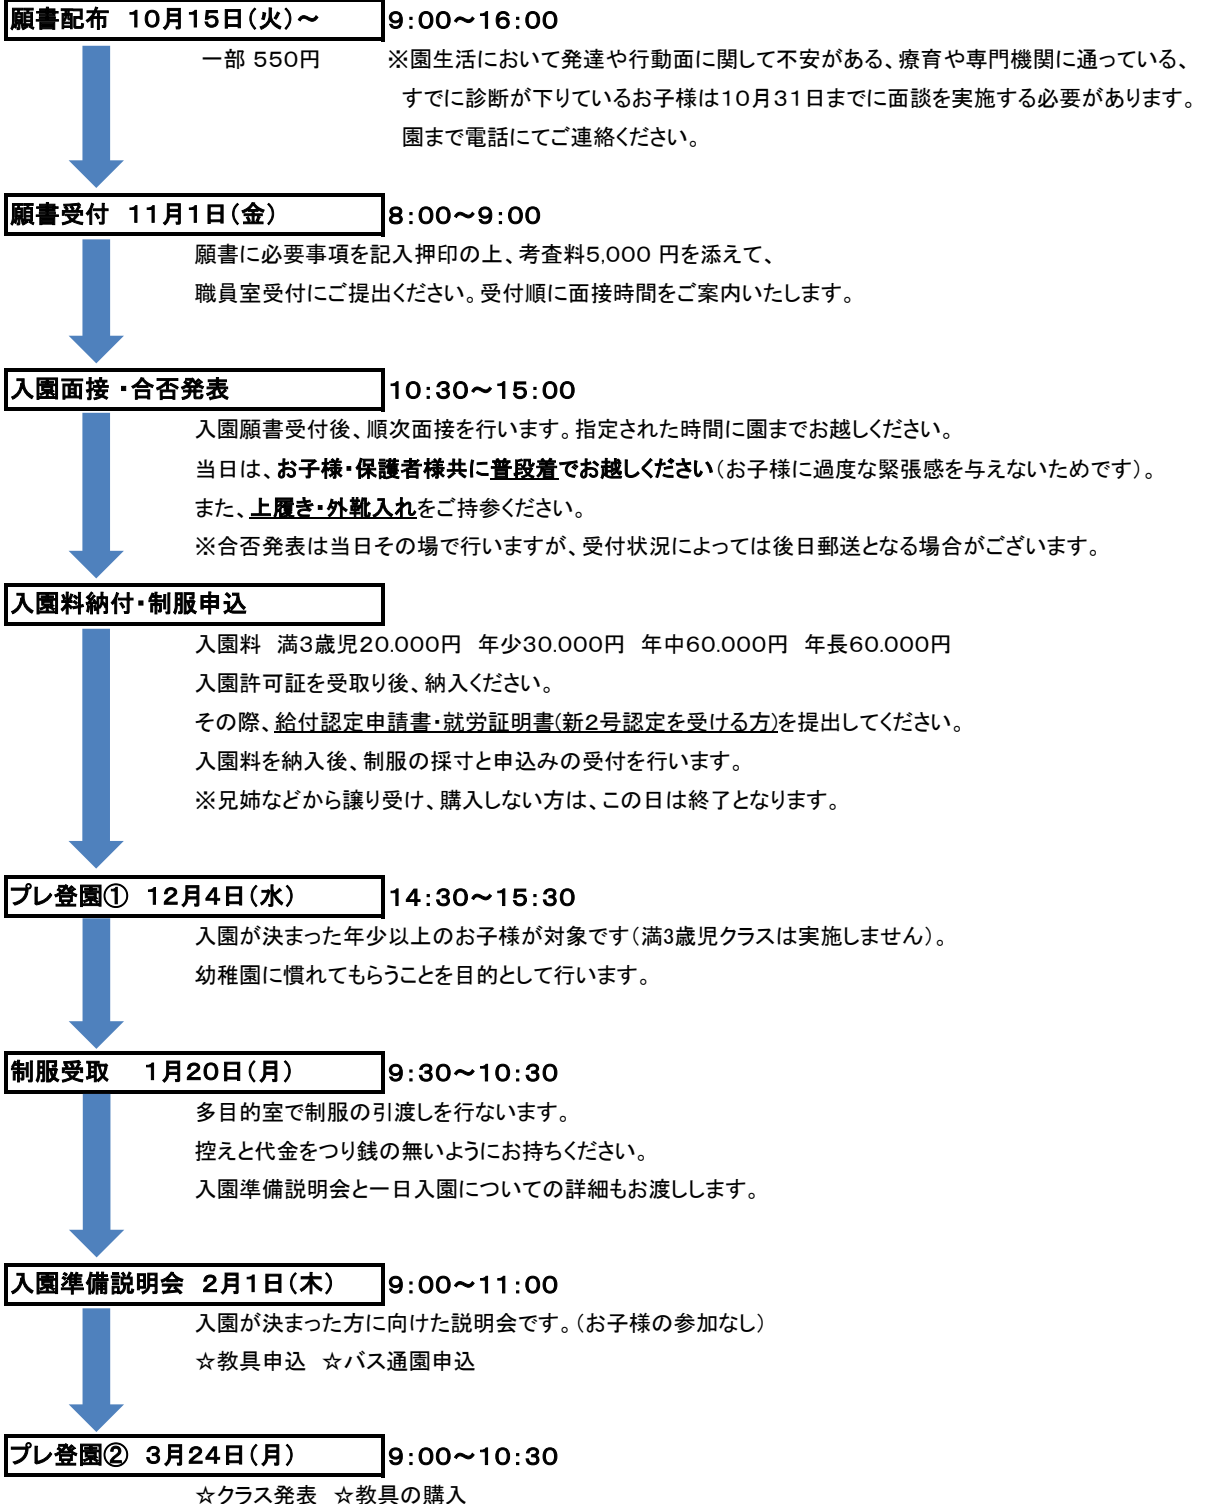 願書配布　10月15日（火）～　9:00～16:00
一部 550円　※園生活において発達や行動面に関して不安がある、療育や専門機関に通っている、
すでに診断が下りているお子様は10月31日までに面談を実施する必要があります。
園まで電話にてご連絡ください。
願書受付　11月1日（金）　8:00～9:00
願書に必要事項を記入押印の上、考査料5,000 円を添えて、
職員室受付にご提出ください。受付順に面接時間をご案内いたします。
入園面接・合否発表　10:30～15:00
入園願書受付後、順次面接を行います。指定された時間に園までお越しください。
当日は、お子様・保護者様共に普段着でお越しください（お子様に過度な緊張感を与えないためです）。
また、上履き・外靴入れをご持参ください。
※合否発表は当日その場で行いますが、受付状況によっては後日郵送となる場合がございます。
入園料納付・制服申込
入園料　満3歳児20.000円　年少30.000円　年中60.000円　年長60.000円
入園許可証を受取り後、納入ください。
その際、給付認定申請書・就労証明書(新2号認定を受ける方)を提出してください。
入園料を納入後、制服の採寸と申込みの受付を行います。
※兄姉などから譲り受け、購入しない方は、この日は終了となります。
プレ登園①　12月4日（水）　14:30～15:30
入園が決まった年少以上のお子様が対象です（満3歳児クラスは実施しません）。
幼稚園に慣れてもらうことを目的として行います。
制服受取　1月20日（月）　9:30～10:30
多目的室で制服の引渡しを行ないます。
控えと代金をつり銭の無いようにお持ちください。
入園準備説明会と一日入園についての詳細もお渡しします。
入園準備説明会　2月1日（木）　9:00～11:00
入園が決まった方に向けた説明会です。（お子様の参加なし）
☆教具申込　☆バス通園申込
プレ登園②　3月24日（月）　9:00～10:30
☆クラス発表　☆教具の購入